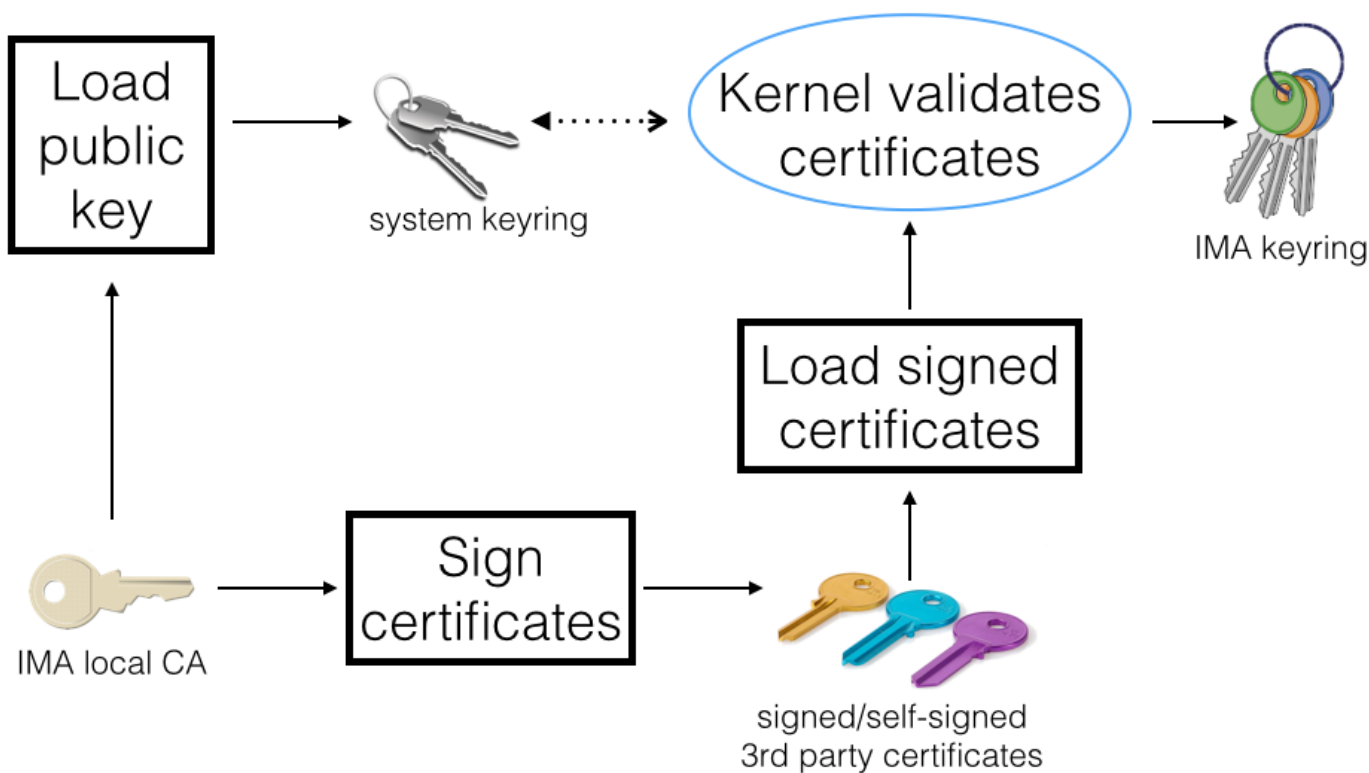 Load
public
key
system keyring
Kernel validates
certificates
IMA keyring
Load signed
certificates
IMA local CA
Sign
certificates
signed/self-signed
3rd party certificates